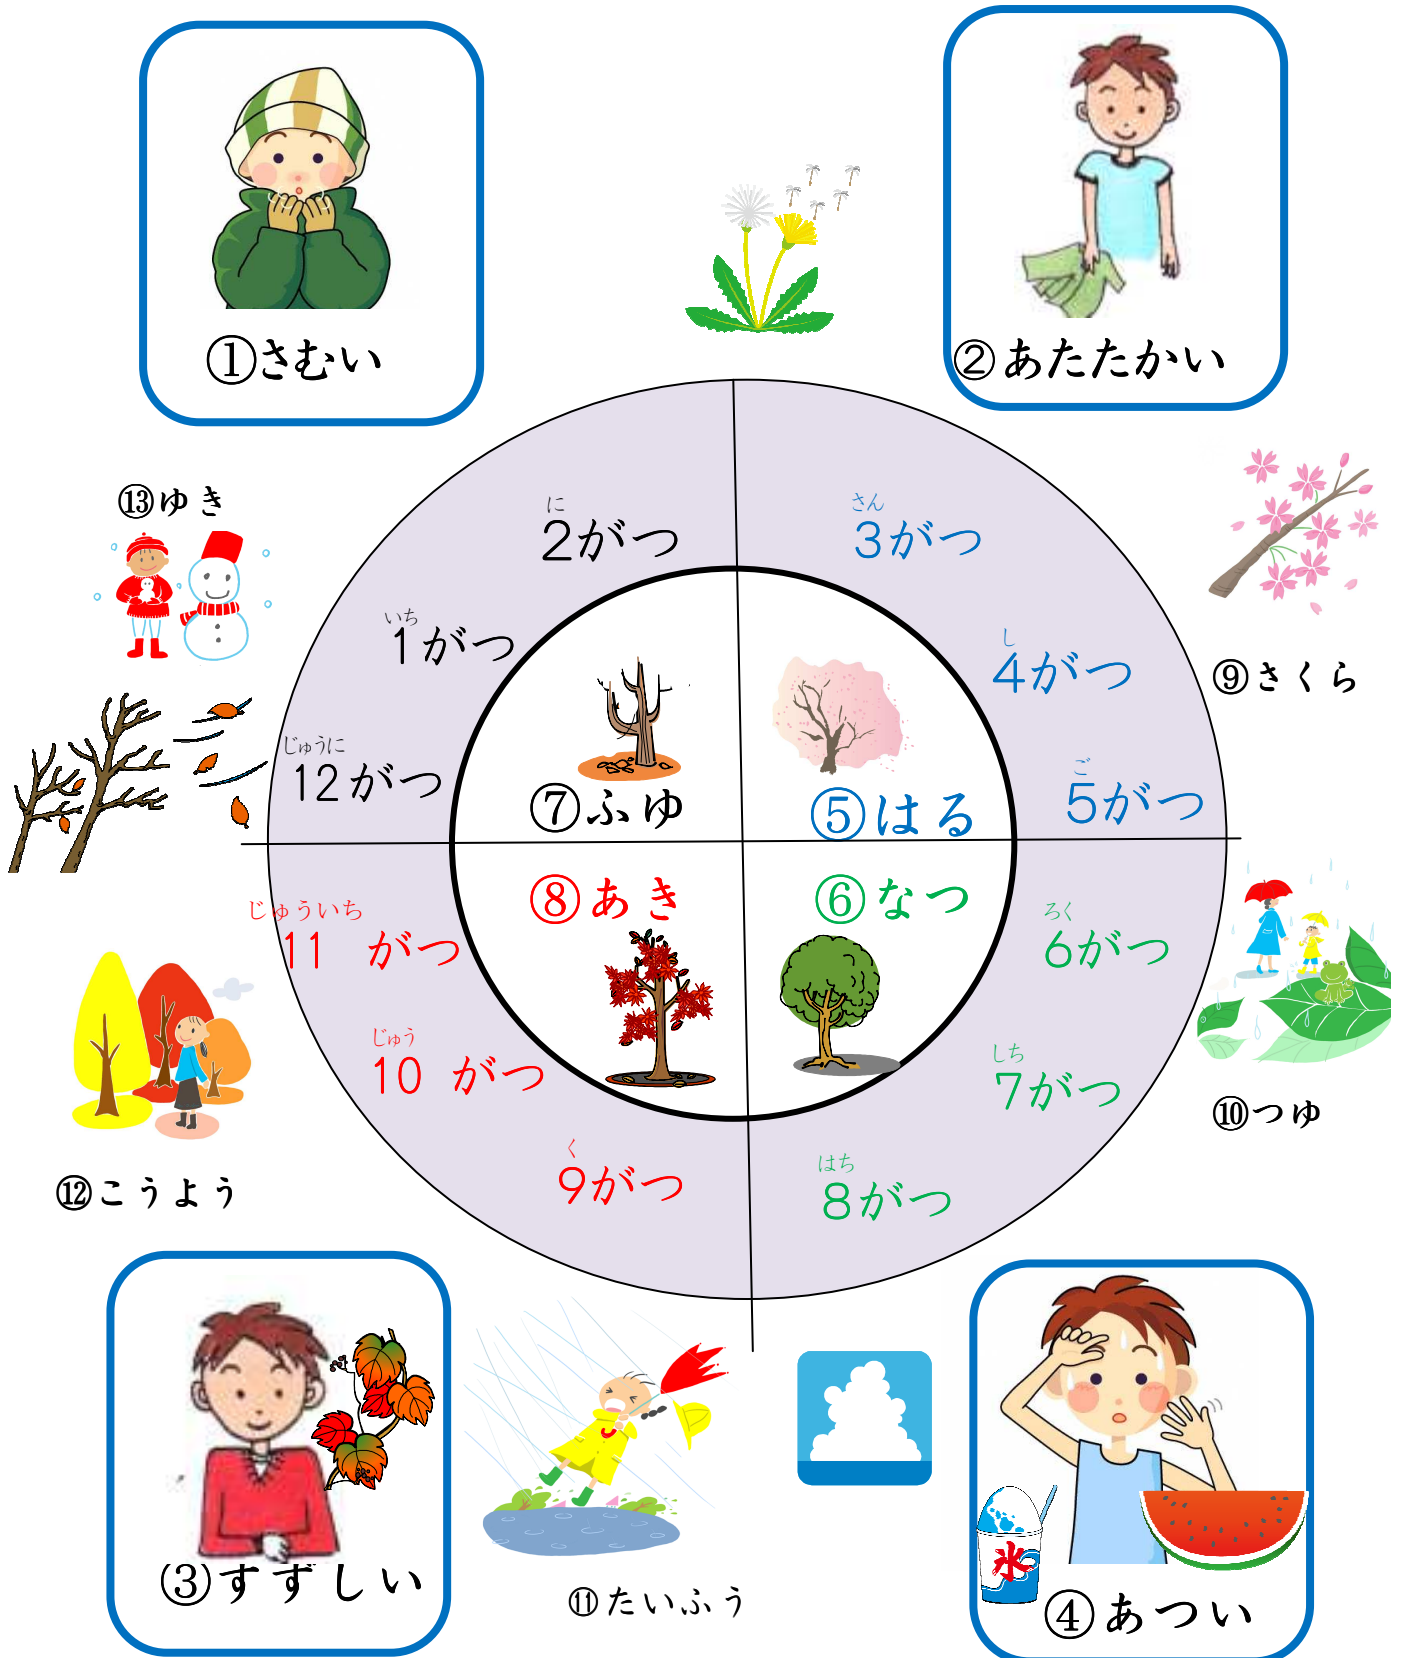 ①さむい
②あたたかい
⑬ゆき
に
2がつ
さん
3がつ
いち
1がつ
し
4がつ
⑨さくら
じゅうに
12がつ
ご
5がつ
⑦ふゆ
⑤はる
⑧あき
⑥なつ
じゅういち
11 がつ
ろく
6がつ
じゅう
10 がつ
しち
7がつ
⑩つゆ
く
9がつ
はち
8がつ
⑫こうよう
③すずしい
⑪たいふう
氷
④あつい